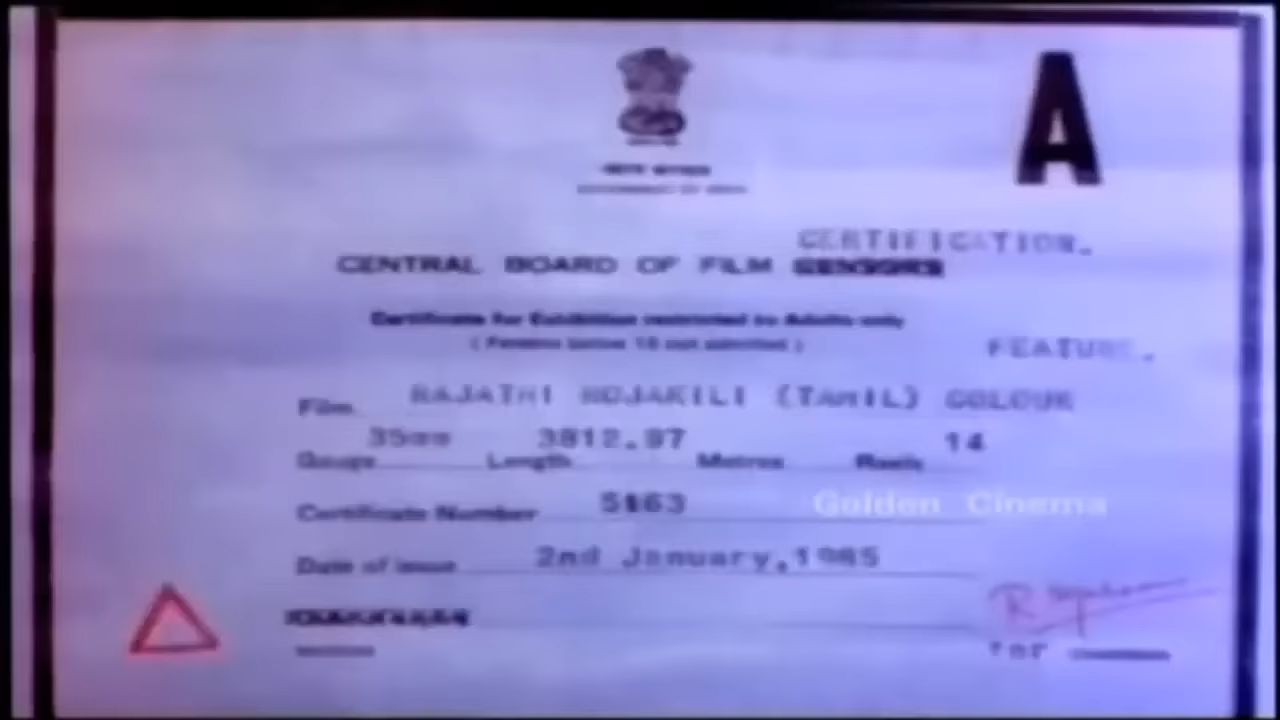 A
CERTIFICATION.
CENTRAL BOARD OF FILM CENSORS
Certificate for Exhibition restricted to Adults only
FEATURE.
Film RAJATHI ROJAKILI (TAMIL) COLOUR
35mm 3812.97 14
Gauge Length Metres Reels
Certificate Number 5163
Golden Cinema
Date of issue 2nd January, 1985
for